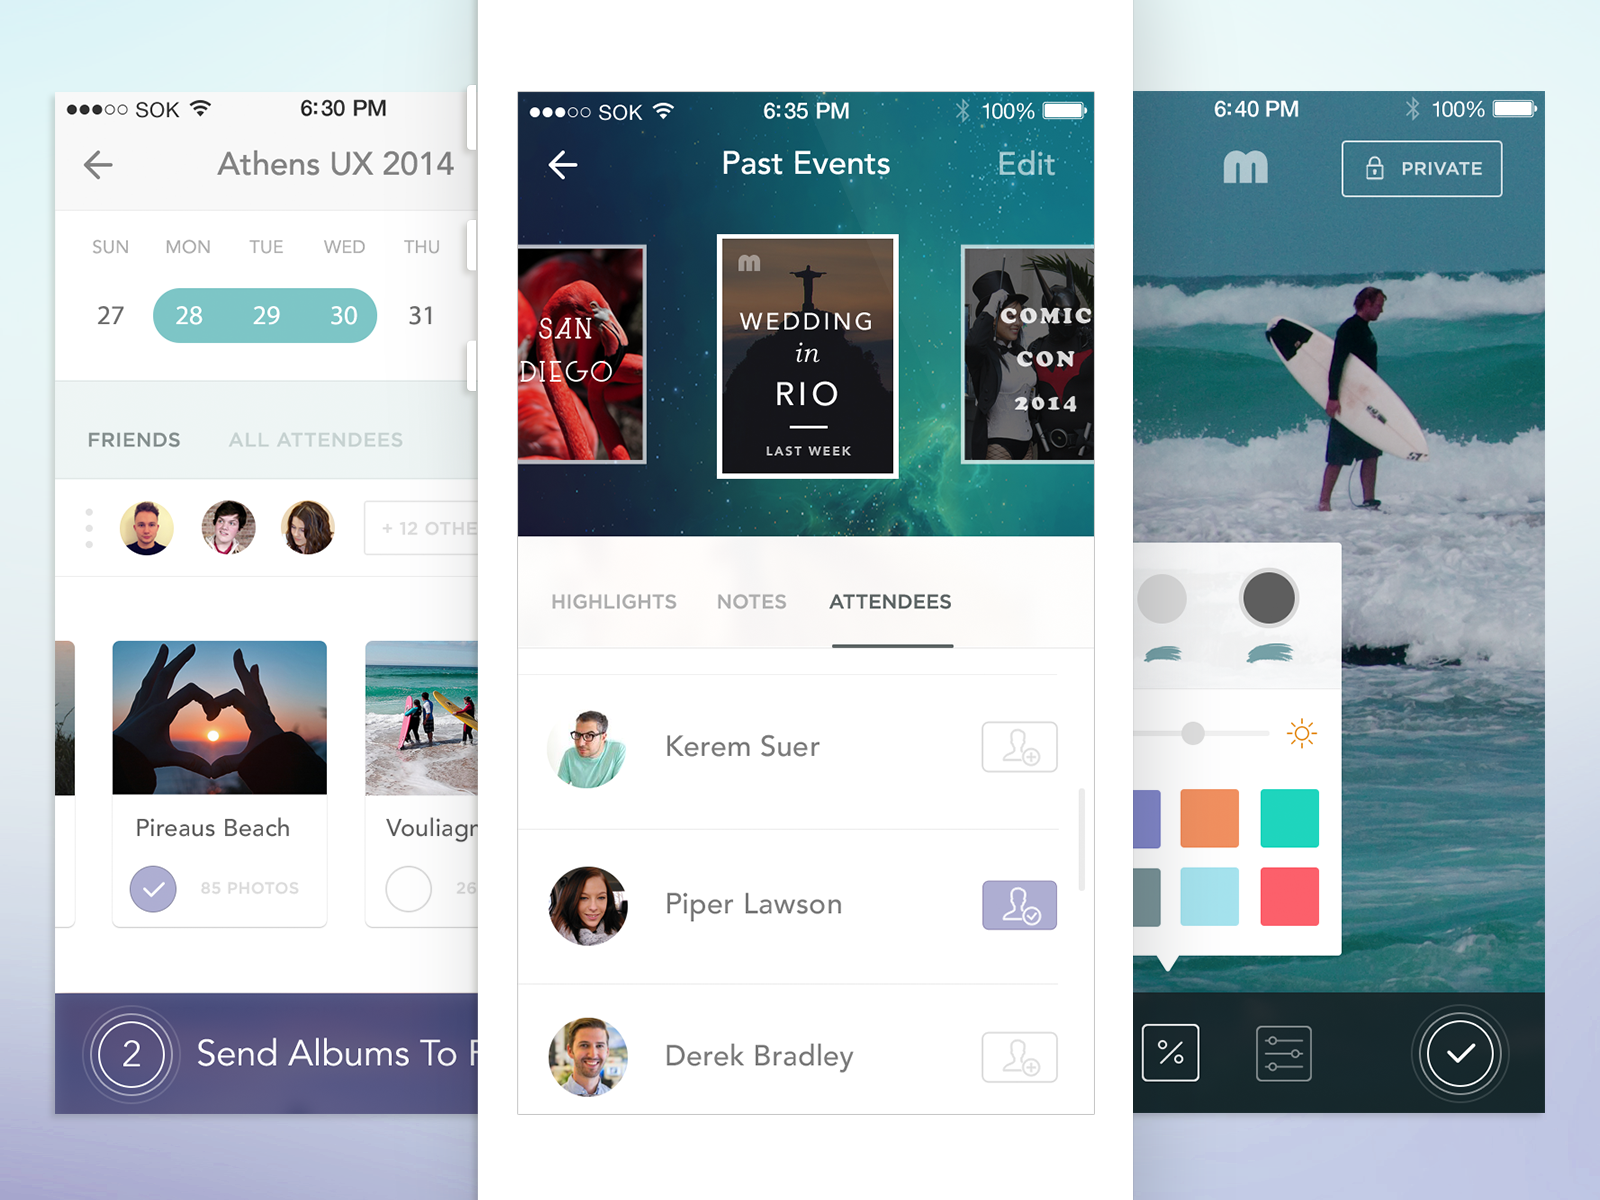 SOK 6:30 PM
Athens UX 2014
SUN MON TUE WED THU
27 28 29 30 31
FRIENDS ALL ATTENDEES
+ 12 OTHE
Pireaus Beach
85 PHOTOS
Vouliagn
26
2 Send Albums To F
SOK 6:35 PM 100%
Past Events Edit
SAN
DIEGO
m
WEDDING
in
RIO
LAST WEEK
COMIC
CON
2014
HIGHLIGHTS NOTES ATTENDEES
Kerem Suer
Piper Lawson
Derek Bradley
6:40 PM 100%
m PRIVATE
%